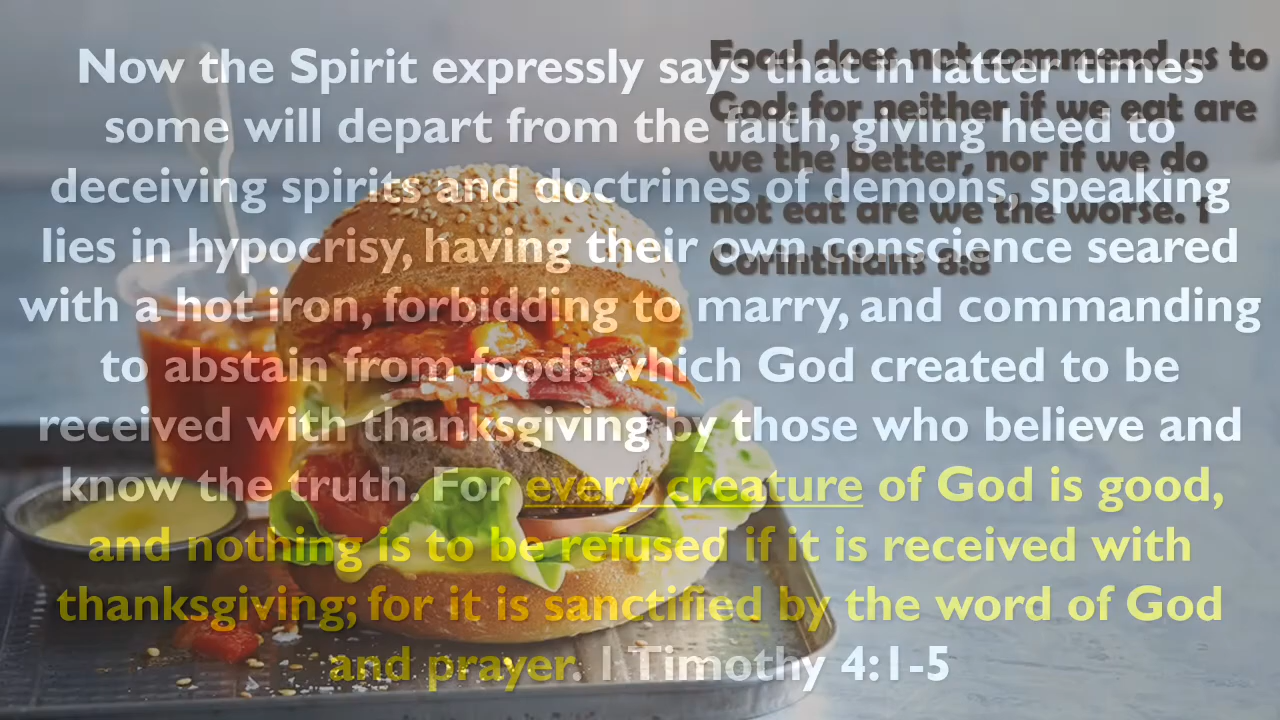 Now the Spirit expressly says that in latter times
some will depart from the faith, giving heed to
deceiving spirits and doctrines of demons, speaking
lies in hypocrisy, having their own conscience seared
with a hot iron, forbidding to marry, and commanding
to abstain from foods which God created to be
received with thanksgiving by those who believe and
know the truth. For every creature of God is good,
and nothing is to be refused if it is received with
thanksgiving; for it is sanctified by the word of God
and prayer. 1 Timothy 4:1-5
Food does not commend us to
God; for neither if we eat are
we the better, nor if we do
not eat are we the worse. 1
Corinthians 8:8